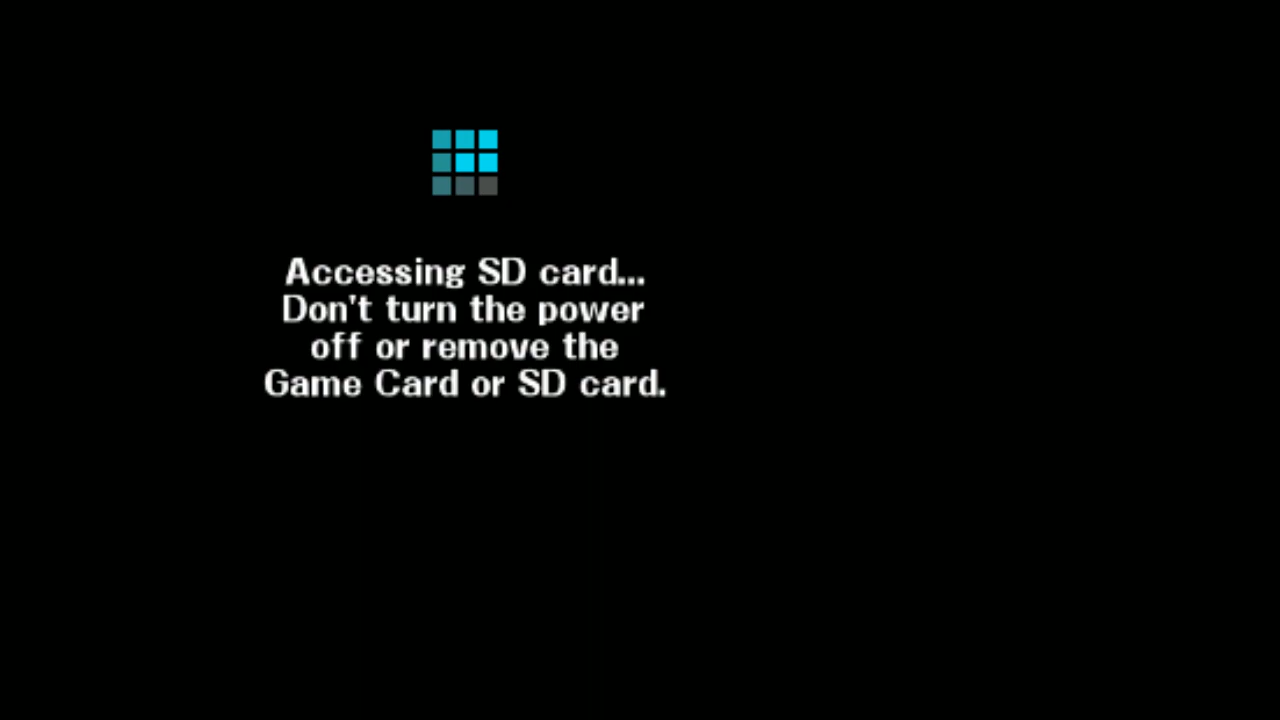 Accessing SD card...
Don't turn the power
off or remove the
Game Card or SD card.